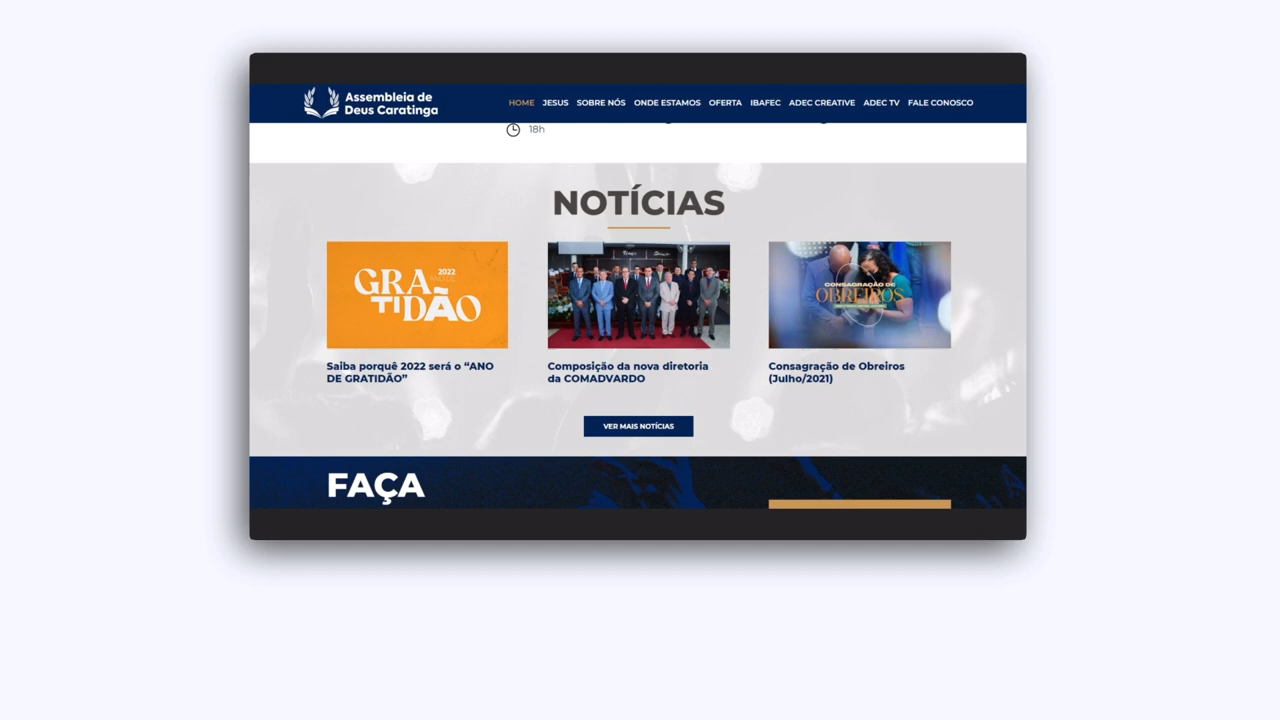 Assembleia de
Deus Caratinga
HOME JESUS SOBRE NÓS ONDE ESTAMOS OFERTA IBAFEC ADEC CREATIVE ADEC TV FALE CONOSCO
18h
NOTÍCIAS
GRA
2022
TIDÃO
CONSAGRAÇÃO DE
OBREIROS
Saiba porquê 2022 será o “ANO
DE GRATIDÃO”
Composição da nova diretoria
da COMADVARDO
Consagração de Obreiros
(Julho/2021)
VER MAIS NOTÍCIAS
FAÇA